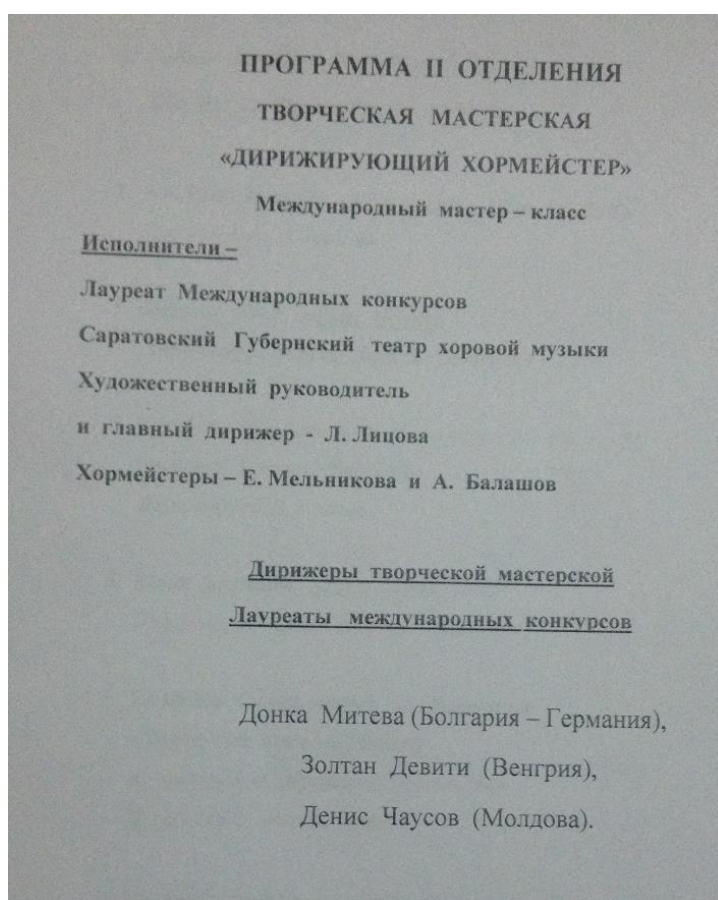 ПРОГРАММА II ОТДЕЛЕНИЯ
ТВОРЧЕСКАЯ МАСТЕРСКАЯ
«ДИРИЖИРУЮЩИЙ ХОРМЕЙСТЕР»
Международный мастер – класс
Исполнители –
Лауреат Международных конкурсов
Саратовский Губернский театр хоровой музыки
Художественный руководитель
и главный дирижер - Л. Лицова
Хормейстеры – Е. Мельникова и А. Балашов
Дирижеры творческой мастерской
Лауреаты международных конкурсов
Донка Митева (Болгария – Германия),
Золтан Девити (Венгрия),
Денис Чаусов (Молдова).